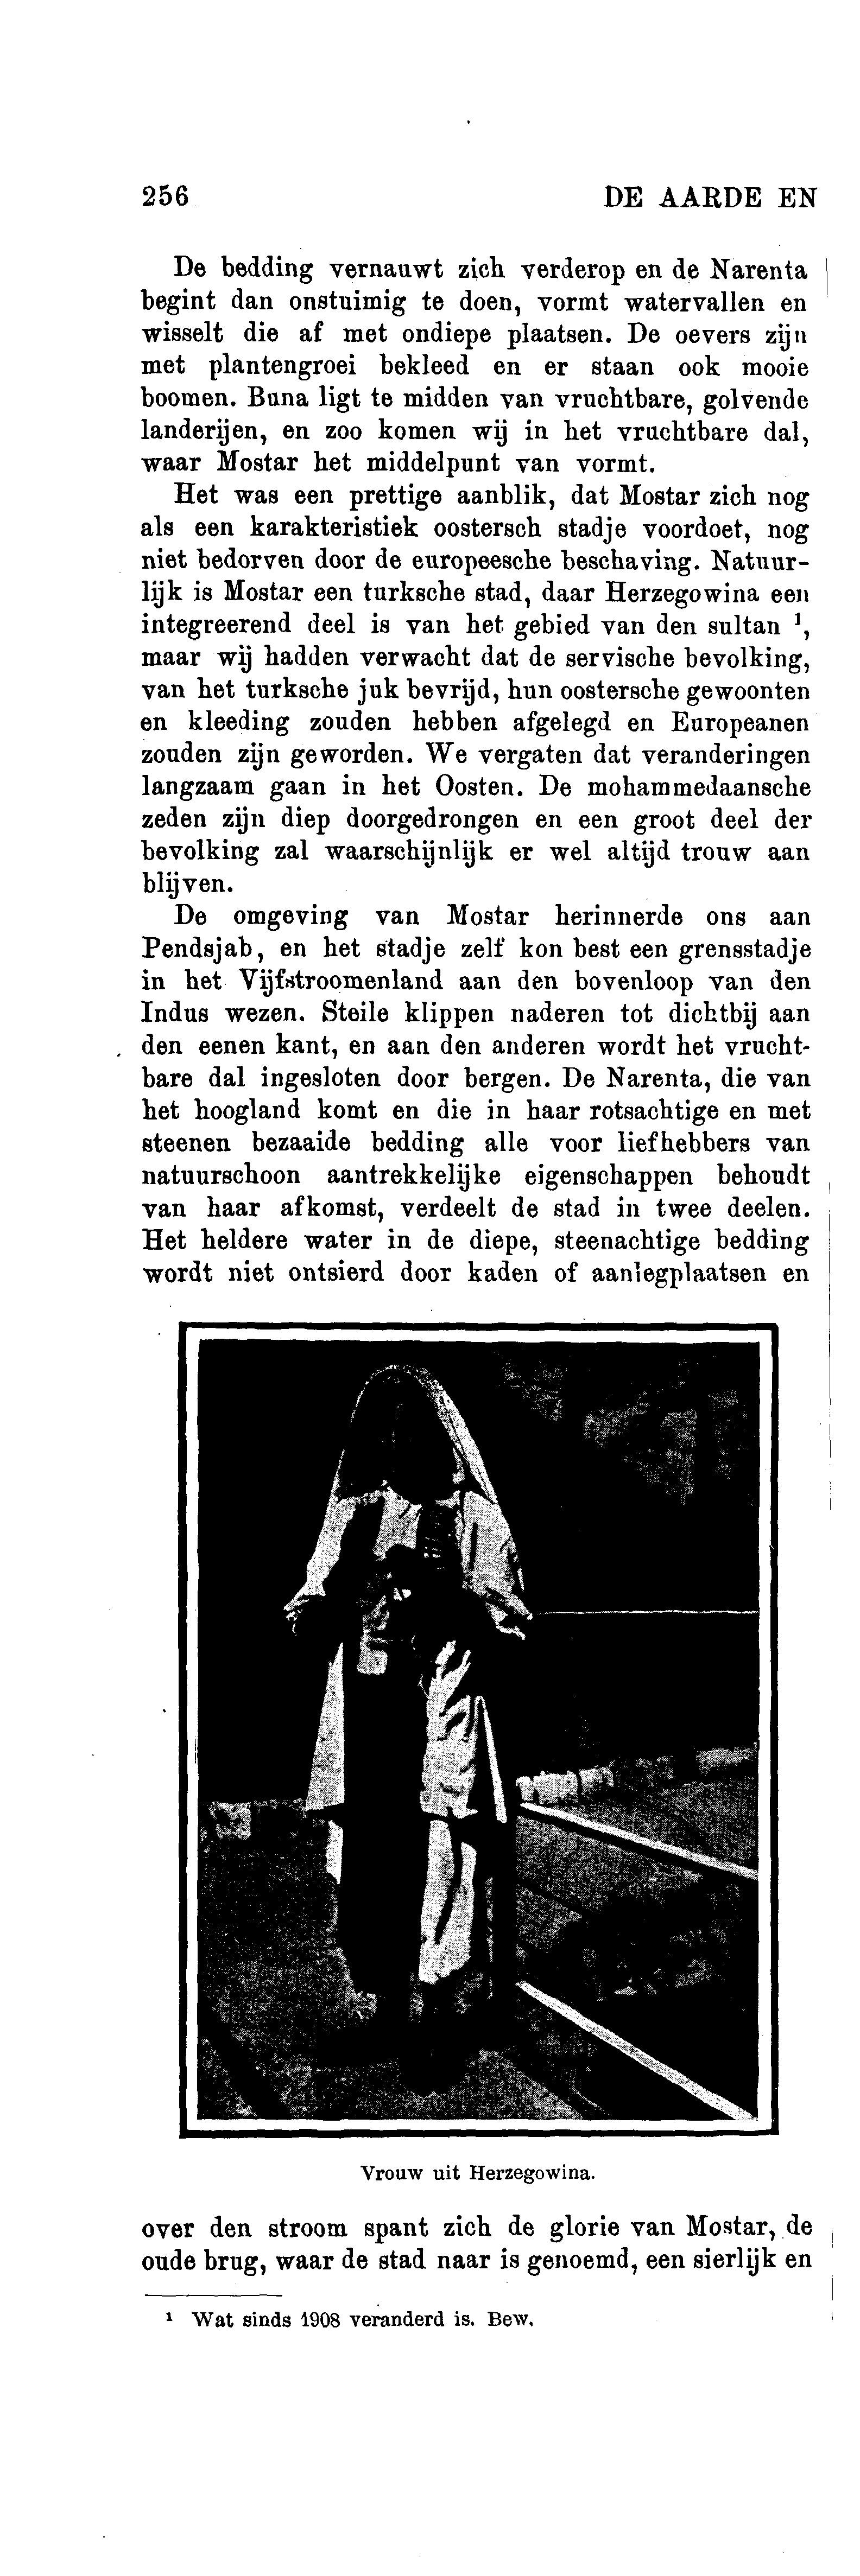 256 DE AARDE EN
De bedding vernauwt zich verderop en de Narenta
begint dan onstuimig te doen, vormt watervallen en
wisselt die af met ondiepe plaatsen. De oevers zijn
met plantengroei bekleed en er staan ook mooie
boomen. Buna ligt te midden van vruchtbare, golvende
landerijen, en zoo komen wij in het vruchtbare dal,
waar Mostar het middelpunt van vormt.
Het was een prettige aanblik, dat Mostar zich nog
als een karakteristiek oostersch stadje voordoet, nog
niet bedorven door de europeesche beschaving. Natuur-
lijk is Mostar een turksche stad, daar Herzegowina een
integreerend deel is van het gebied van den sultan ¹,
maar wij hadden verwacht dat de servische bevolking,
van het turksche juk bevrijd, hun oostersche gewoonten
en kleeding zouden hebben afgelegd en Europeanen
zouden zijn geworden. We vergaten dat veranderingen
langzaam gaan in het Oosten. De mohammedaansche
zeden zijn diep doorgedrongen en een groot deel der
bevolking zal waarschijnlijk er wel altijd trouw aan
blijven.
De omgeving van Mostar herinnerde ons aan
Pendsjab, en het stadje zelf kon best een grensstadje
in het Vijfstroomenland aan den bovenloop van den
Indus wezen. Steile klippen naderen tot dichtbij aan
den eenen kant, en aan den anderen wordt het vrucht-
bare dal ingesloten door bergen. De Narenta, die van
het hoogland komt en die in haar rotsachtige en met
steenen bezaaide bedding alle voor liefhebbers van
natuurschoon aantrekkelijke eigenschappen behoudt
van haar afkomst, verdeelt de stad in twee deelen.
Het heldere water in de diepe, steenachtige bedding
wordt niet ontsierd door kaden of aanlegplaatsen en
Vrouw uit Herzegowina.
over den stroom spant zich de glorie van Mostar, de
oude brug, waar de stad naar is genoemd, een sierlijk en
¹ Wat sinds 1908 veranderd is. Bew.